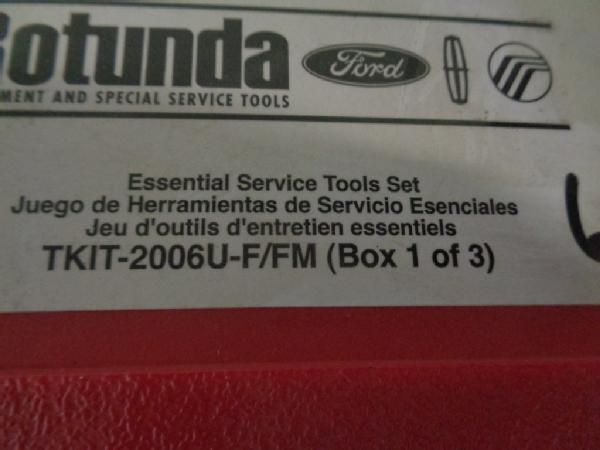 Rotunda Ford
MENT AND SPECIAL SERVICE TOOLS
Essential Service Tools Set
Juego de Herramientas de Servicio Esenciales
Jeu d'outils d'entretien essentiels
TKIT-2006U-F/FM (Box 1 of 3)